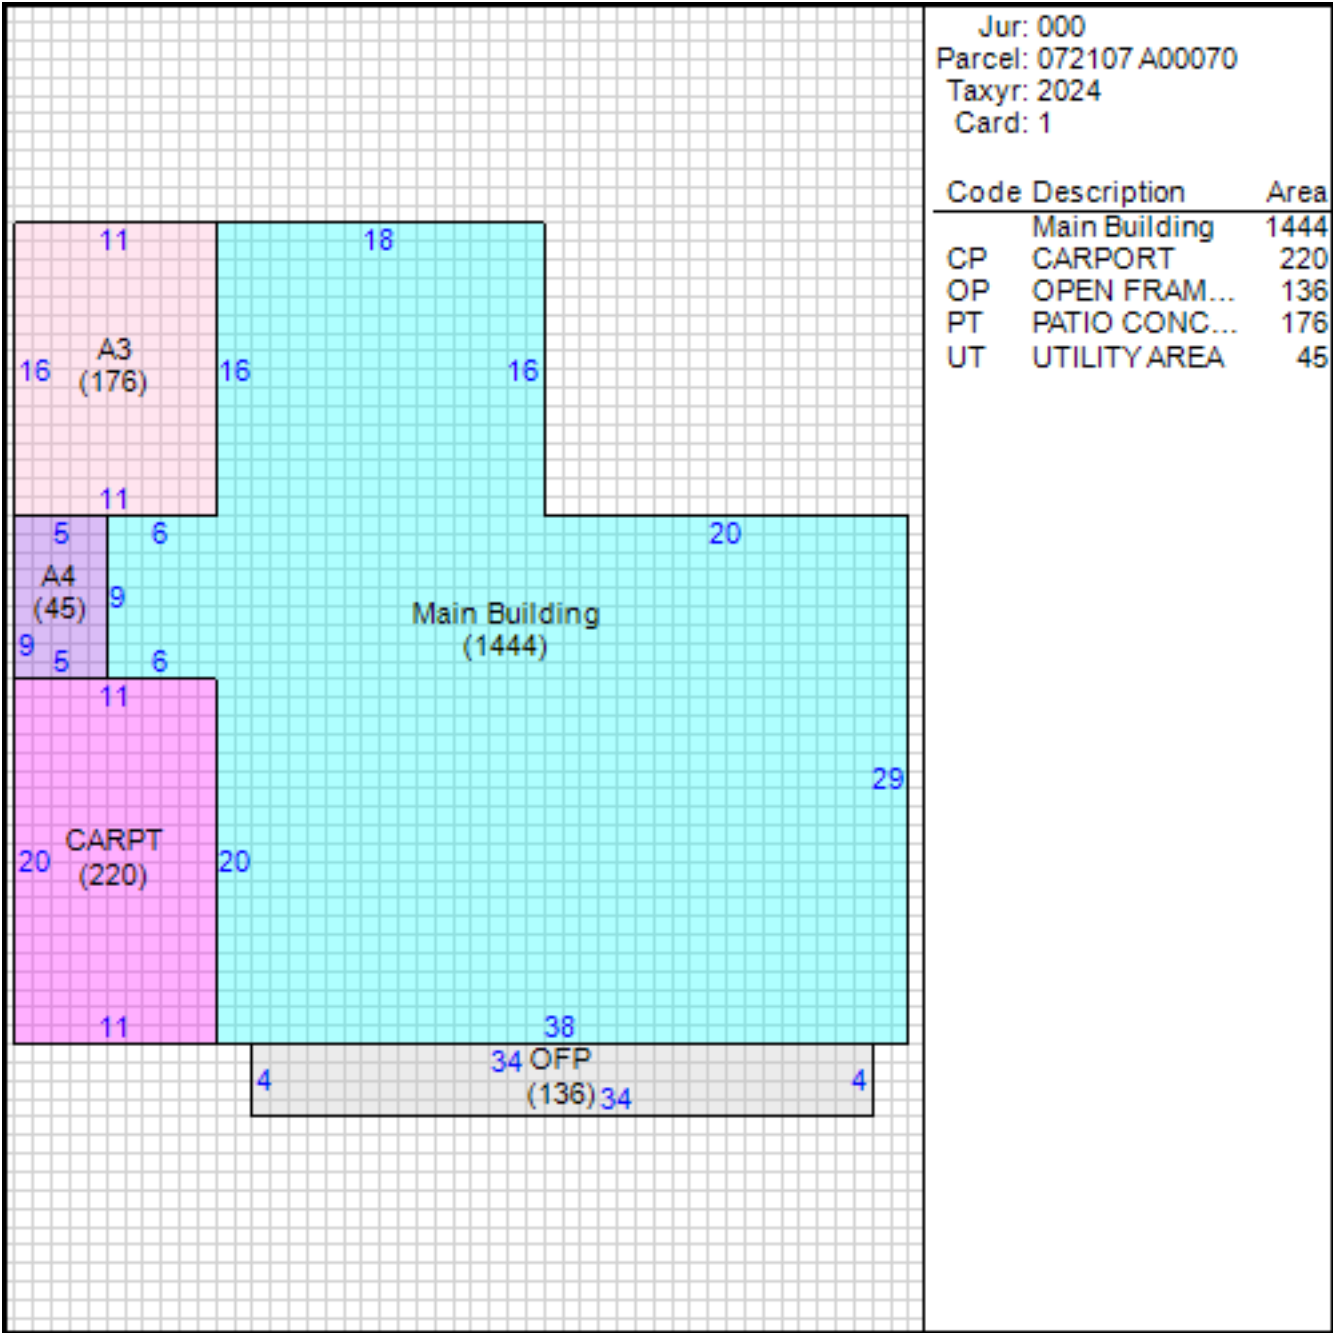 Jur: 000
Parcel: 072107 A00070
Taxyr: 2024
Card: 1
Code Description Area
Main Building 1444
CP CARPORT 220
OP OPEN FRAM... 136
PT PATIO CONC... 176
UT UTILITY AREA 45
11 18
A3
16 (176) 16 16
11
5 6 20
A4
(45) 9
Main Building
(1444)
9 5 6
11
29
CARPT
20 (220) 20
11 38
34 OFP
4 (136) 34 4